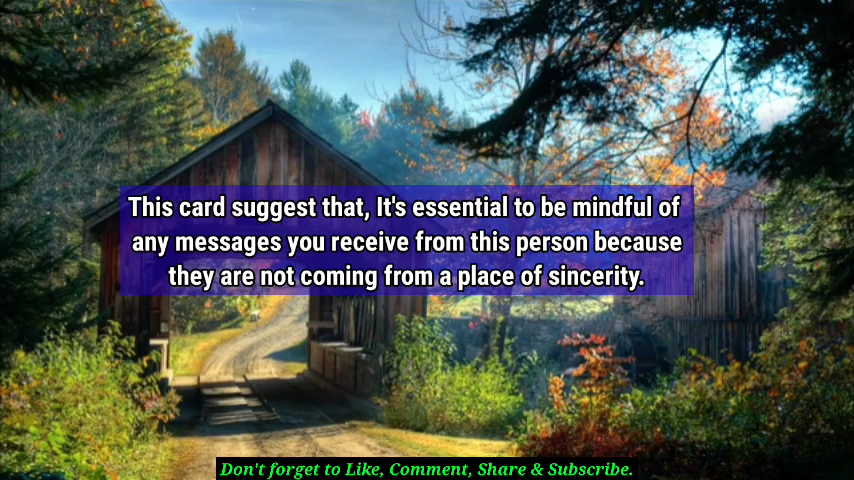 This card suggest that, It's essential to be mindful of
any messages you receive from this person because
they are not coming from a place of sincerity.
Don't forget to Like, Comment, Share & Subscribe.